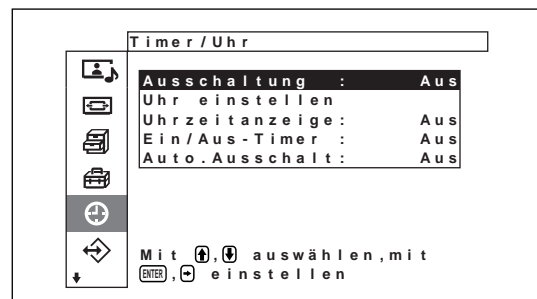 Timer/Uhr
Ausschaltung : Aus
Uhr einstellen
Uhrzeitanzeige: Aus
Ein/Aus-Timer : Aus
Auto.Ausschalt: Aus
Mit ↑,↓ auswählen,mit
ENTER,→ einstellen